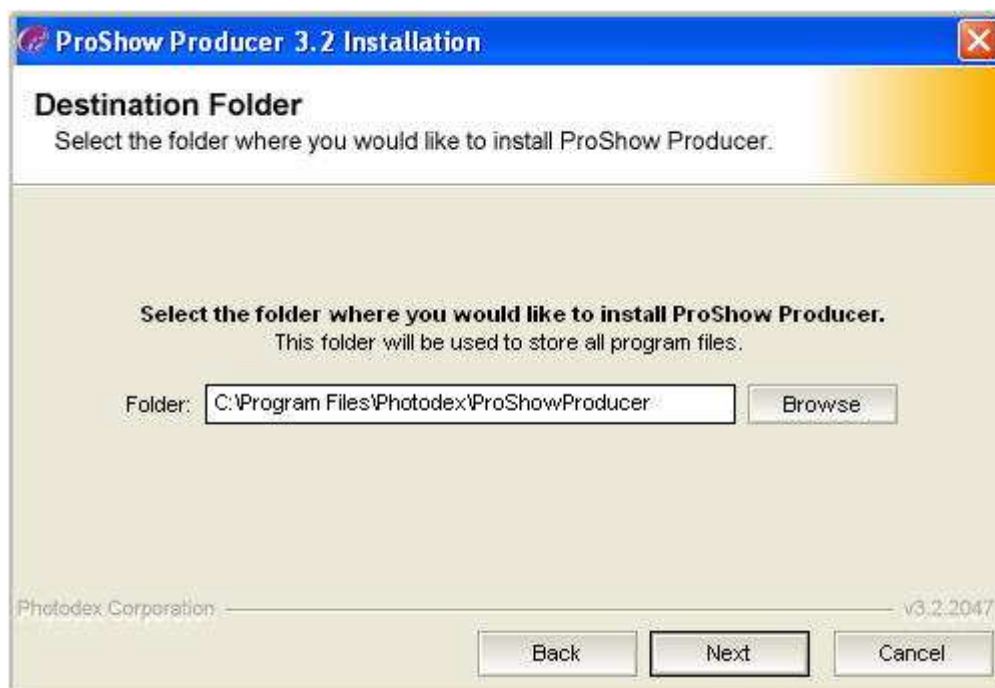 ProShow Producer 3.2 Installation
Destination Folder
Select the folder where you would like to install ProShow Producer.
Select the folder where you would like to install ProShow Producer.
This folder will be used to store all program files.
Folder: C:\Program Files\Photodex\ProShowProducer Browse
Photodex Corporation v3.2.2047
Back Next Cancel